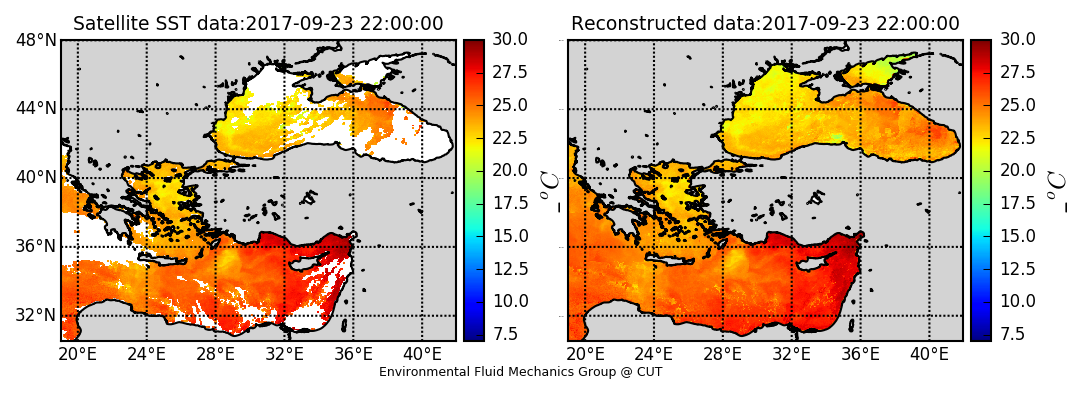 Satellite SST data:2017-09-23 22:00:00
48°N
44°N
40°N
36°N
32°N
20°E 24°E 28°E 32°E 36°E 40°E
30.0
27.5
25.0
22.5
20.0
17.5
15.0
12.5
10.0
7.5
_ °C
Reconstructed data:2017-09-23 22:00:00
20°E 24°E 28°E 32°E 36°E 40°E
30.0
27.5
25.0
22.5
20.0
17.5
15.0
12.5
10.0
7.5
_ °C
Environmental Fluid Mechanics Group @ CUT